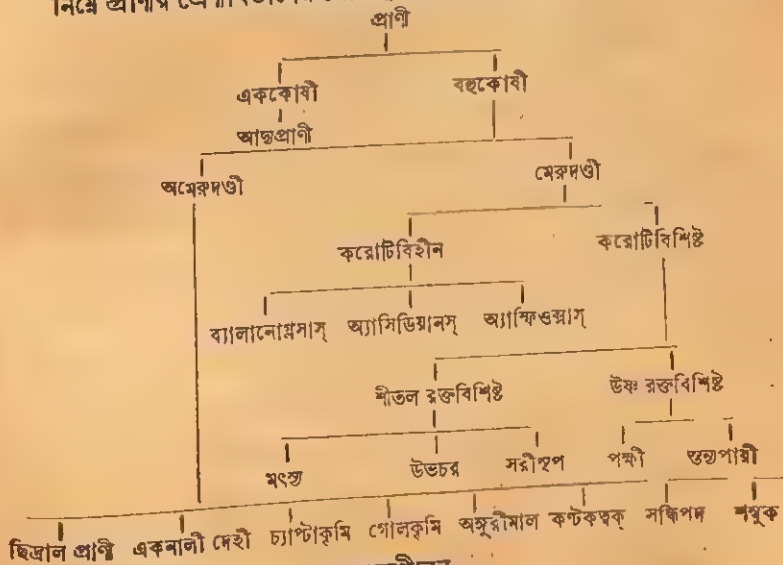 নিম্নে প্রাণীর
প্রাণী
এককোষী বহুকোষী
আদ্যপ্রাণী
অমেরুদণ্ডী মেরুদণ্ডী
করোটিবিহীন করোটিবিশিষ্ট
ব্যালানোগ্লসাস্ অ্যাসিডিয়ানস্ অ্যাম্ফিওক্সাস্
শীতল রক্তবিশিষ্ট উষ্ণ রক্তবিশিষ্ট
মৎস্য উভচর সরীসৃপ পক্ষী স্তন্যপায়ী
ছিদ্রাল প্রাণী একনালী দেহী চ্যাপ্টাকৃমি গোলকৃমি অঙ্গুরীমাল কণ্টকত্বক্ সন্ধিপদ শম্বুক